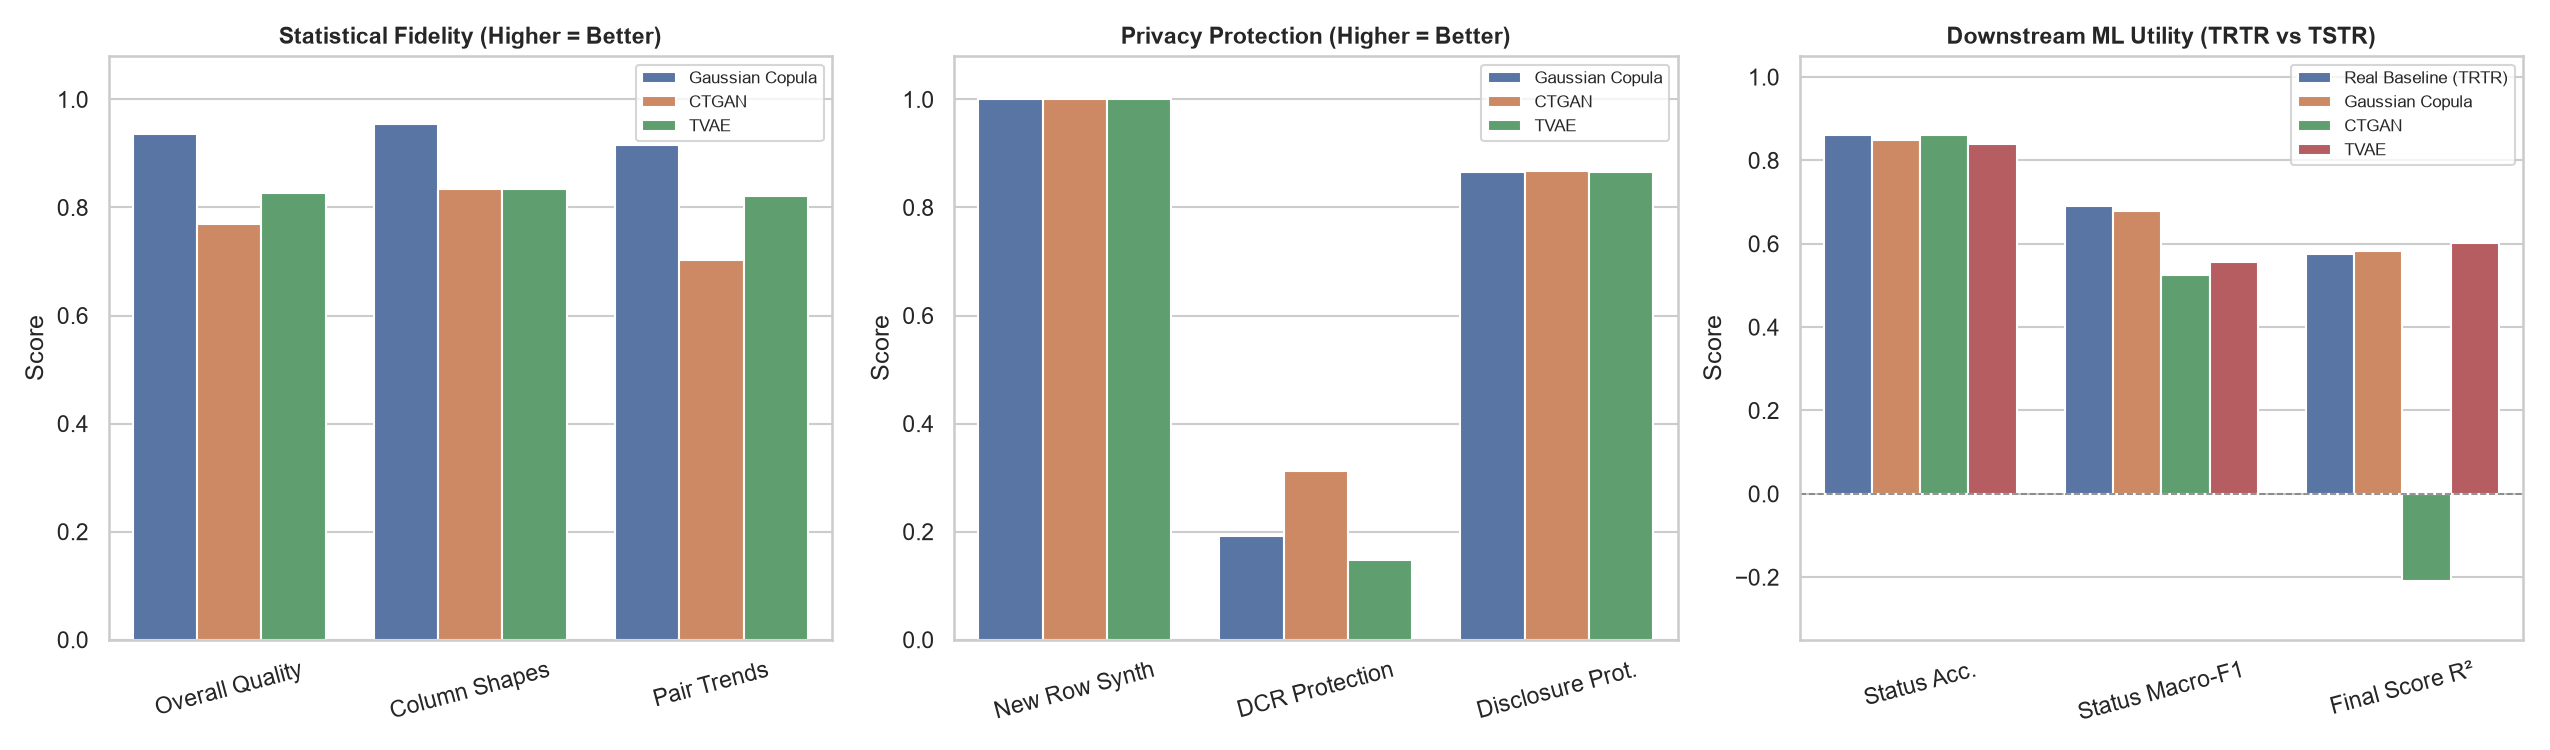 Statistical Fidelity (Higher = Better)
Gaussian Copula
CTGAN
TVAE
Score
1.0
0.8
0.6
0.4
0.2
0.0
Overall Quality
Column Shapes
Pair Trends
Privacy Protection (Higher = Better)
Gaussian Copula
CTGAN
TVAE
Score
1.0
0.8
0.6
0.4
0.2
0.0
New Row Synth
DCR Protection
Disclosure Prot.
Downstream ML Utility (TRTR vs TSTR)
Real Baseline (TRTR)
Gaussian Copula
CTGAN
TVAE
Score
1.0
0.8
0.6
0.4
0.2
0.0
−0.2
Status Acc.
Status Macro-F1
Final Score R²